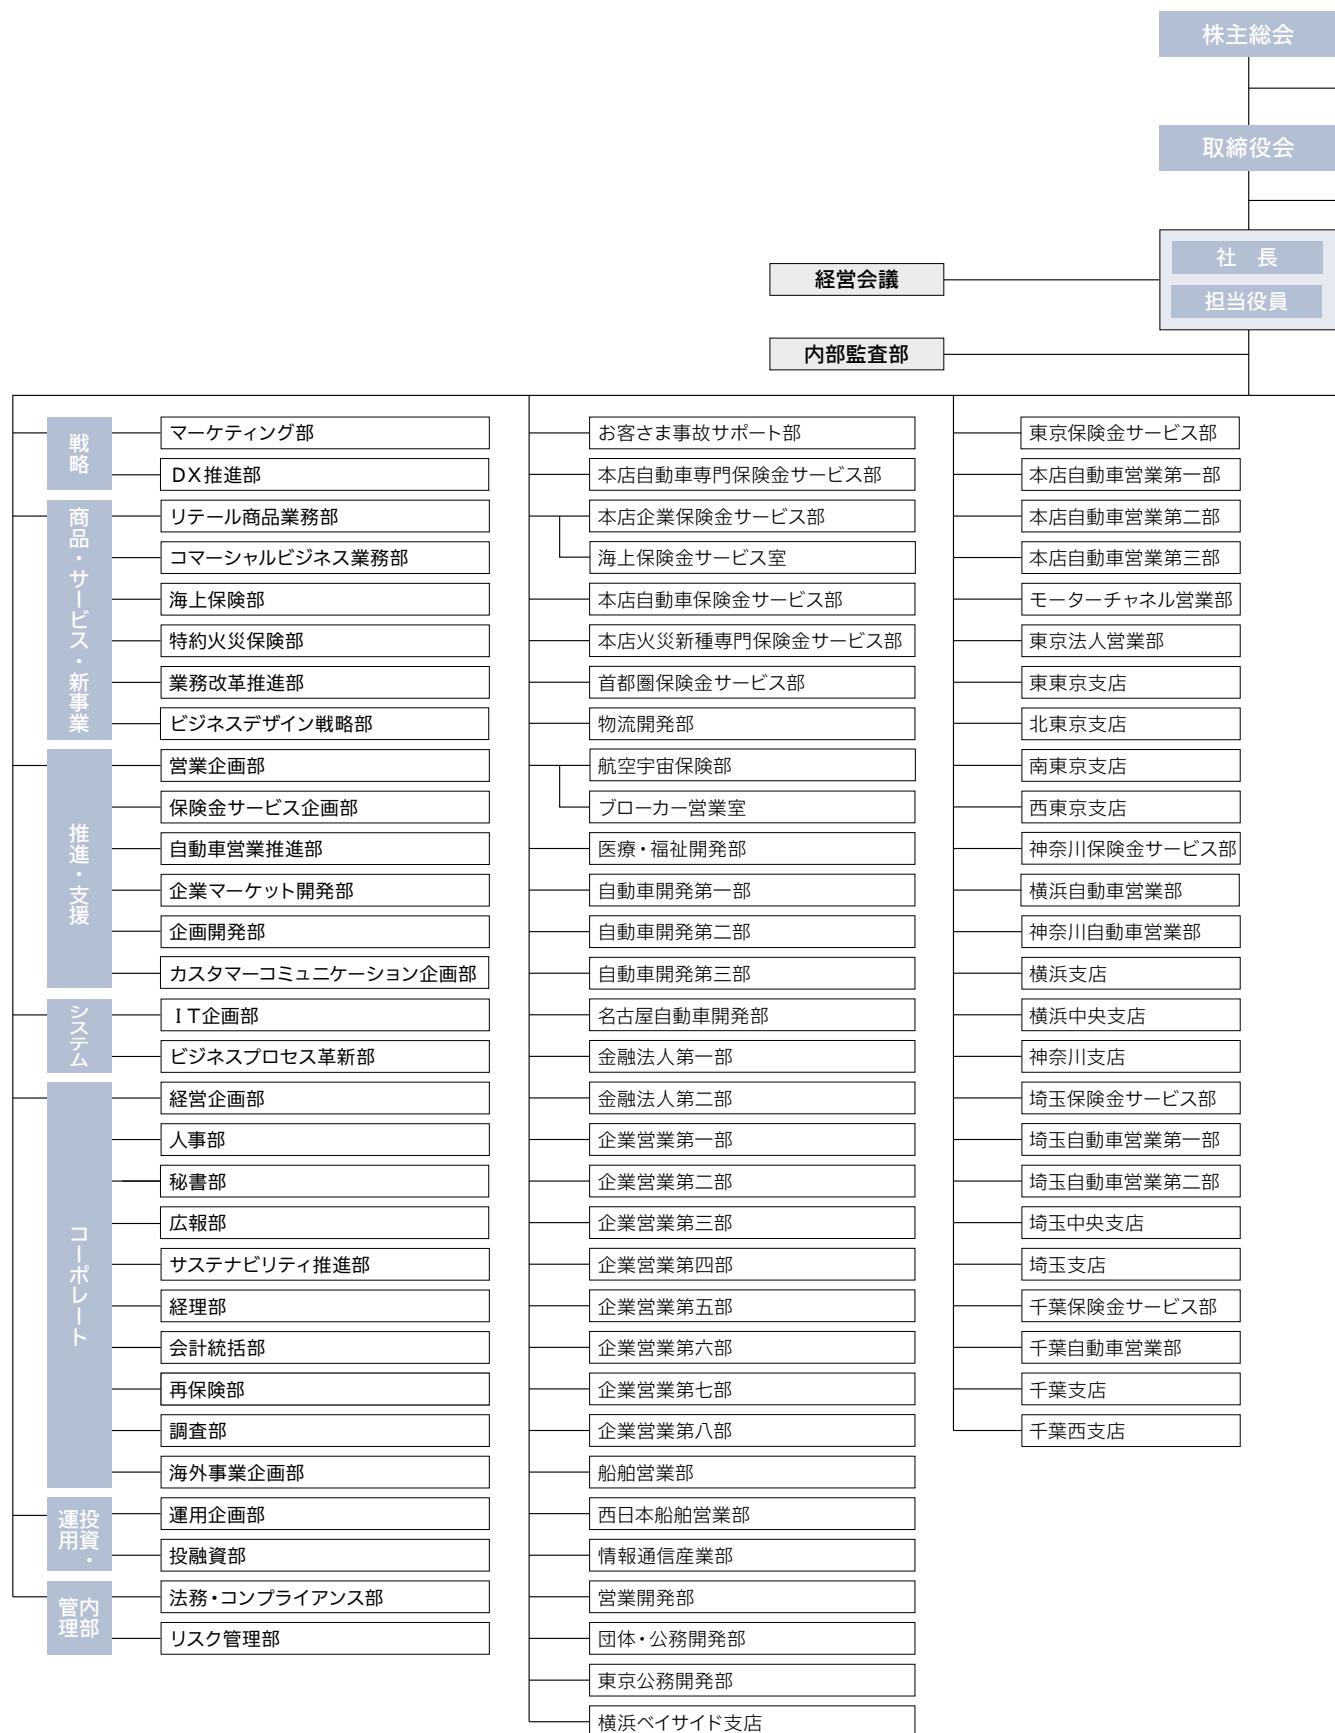 株主総会
取締役会
社 長
担当役員
経営会議
内部監査部
戦略
マーケティング部
DX推進部
商品・サービス・新事業
リテール商品業務部
コマーシャルビジネス業務部
海上保険部
特約火災保険部
業務改革推進部
ビジネスデザイン戦略部
推進・支援
営業企画部
保険金サービス企画部
自動車営業推進部
企業マーケット開発部
企画開発部
カスタマーコミュニケーション企画部
システム
IT企画部
ビジネスプロセス革新部
コーポレート
経営企画部
人事部
秘書部
広報部
サステナビリティ推進部
経理部
会計統括部
再保険部
調査部
海外事業企画部
投資・
運用
運用企画部
投融資部
内部
管理
法務・コンプライアンス部
リスク管理部
お客さま事故サポート部
本店自動車専門保険金サービス部
本店企業保険金サービス部
海上保険金サービス室
本店自動車保険金サービス部
本店火災新種専門保険金サービス部
首都圏保険金サービス部
物流開発部
航空宇宙保険部
ブローカー営業室
医療・福祉開発部
自動車開発第一部
自動車開発第二部
自動車開発第三部
名古屋自動車開発部
金融法人第一部
金融法人第二部
企業営業第一部
企業営業第二部
企業営業第三部
企業営業第四部
企業営業第五部
企業営業第六部
企業営業第七部
企業営業第八部
船舶営業部
西日本船舶営業部
情報通信産業部
営業開発部
団体・公務開発部
東京公務開発部
横浜ベイサイド支店
東京保険金サービス部
本店自動車営業第一部
本店自動車営業第二部
本店自動車営業第三部
モーターチャネル営業部
東京法人営業部
東東京支店
北東京支店
南東京支店
西東京支店
神奈川保険金サービス部
横浜自動車営業部
神奈川自動車営業部
横浜支店
横浜中央支店
神奈川支店
埼玉保険金サービス部
埼玉自動車営業第一部
埼玉自動車営業第二部
埼玉中央支店
埼玉支店
千葉保険金サービス部
千葉自動車営業部
千葉支店
千葉西支店